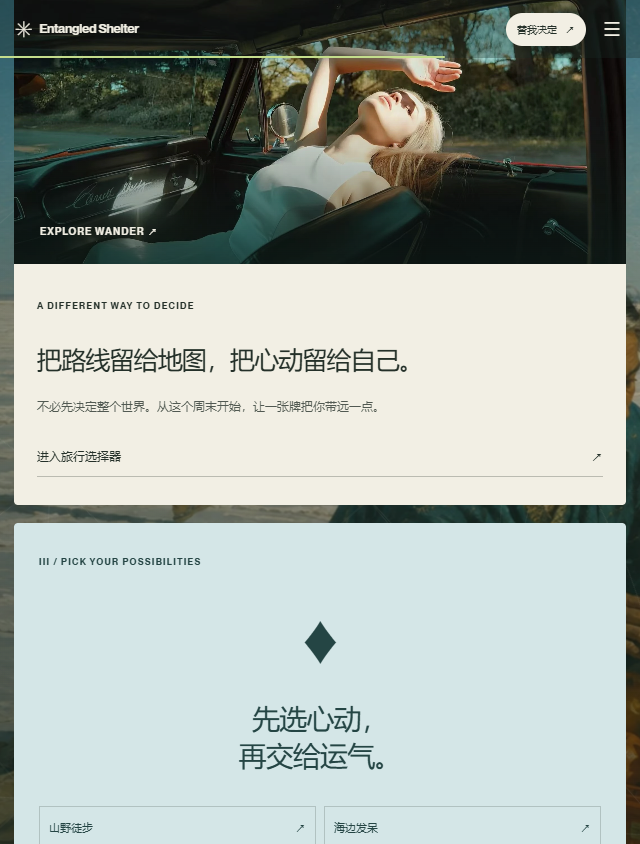 Entangled Shelter
替我决定 ↗
EXPLORE WANDER ↗
A DIFFERENT WAY TO DECIDE
把路线留给地图，把心动留给自己。
不必先决定整个世界。从这个周末开始，让一张牌把你带远一点。
进入旅行选择器 ↗
III / PICK YOUR POSSIBILITIES
先选心动，
再交给运气。
山野徒步 ↗
海边发呆 ↗